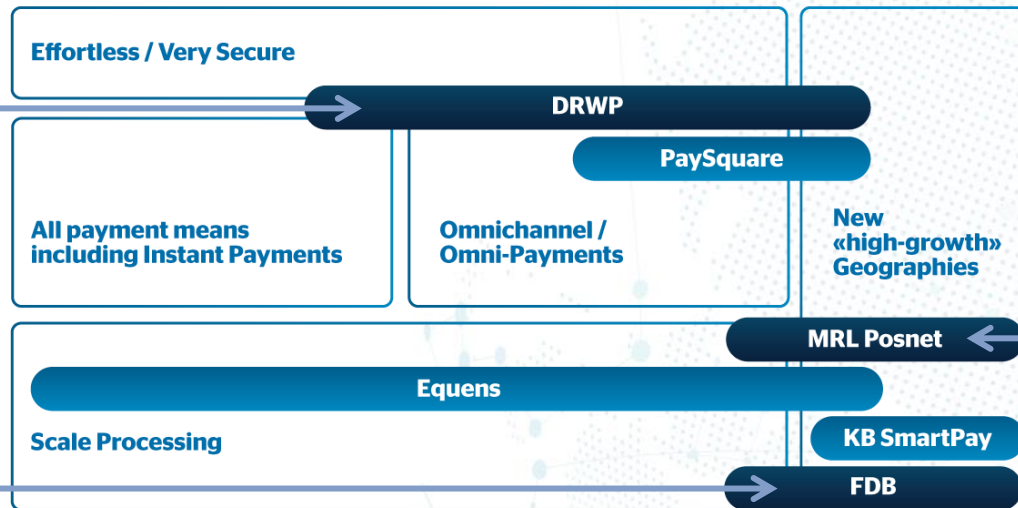 Effortless / Very Secure
DRWP
PaySquare
All payment means
including Instant Payments
Omnichannel /
Omni-Payments
New
«high-growth»
Geographies
MRL Posnet
Equens
Scale Processing
KB SmartPay
FDB